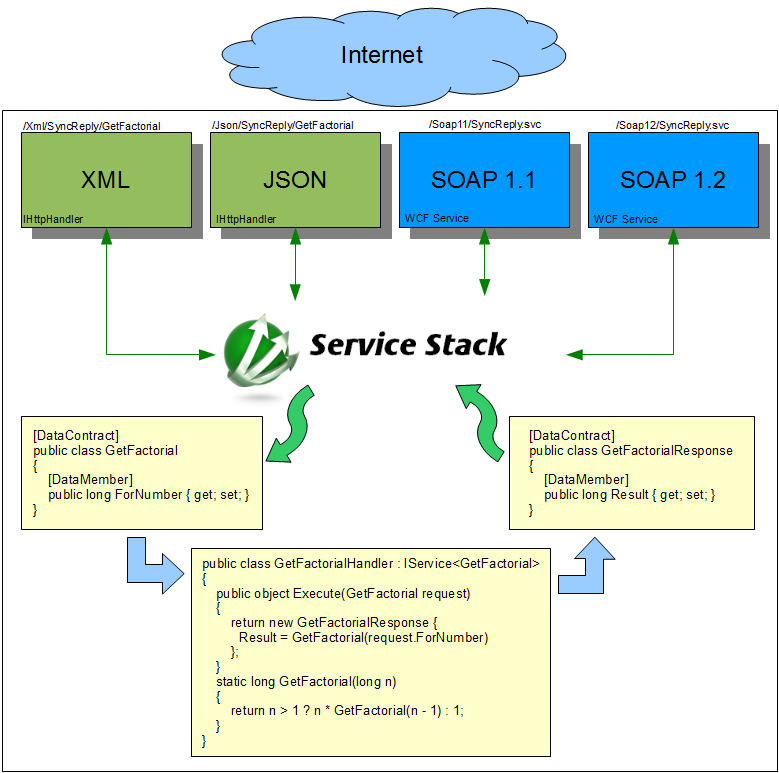 Internet
/Xml/SyncReply/GetFactorial
/Json/SyncReply/GetFactorial
/Soap11/SyncReply.svc
/Soap12/SyncReply.svc
XML
JSON
SOAP 1.1
SOAP 1.2
IHttpHandler
IHttpHandler
WCF Service
WCF Service
Service Stack
[DataContract]
public class GetFactorial
{
[DataMember]
public long ForNumber { get; set; }
}
[DataContract]
public class GetFactorialResponse
{
[DataMember]
public long Result { get; set; }
}
public class GetFactorialHandler : IService<GetFactorial>
{
public object Execute(GetFactorial request)
{
return new GetFactorialResponse {
Result = GetFactorial(request.ForNumber)
};
}
static long GetFactorial(long n)
{
return n > 1 ? n * GetFactorial(n - 1) : 1;
}
}